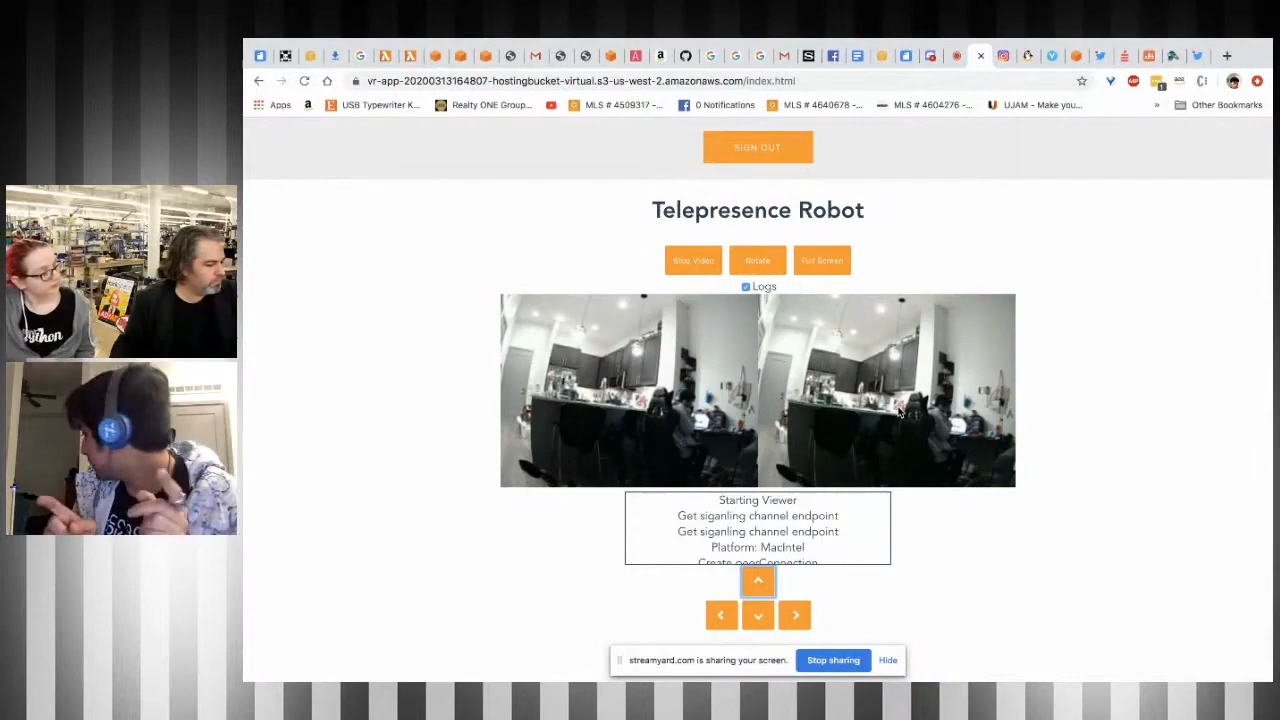 vr-app-20200313164807-hostingbucket-virtual.s3-us-west-2.amazonaws.com/index.html
Apps
USB Typewriter K...
Realty ONE Group...
MLS # 4509317 -...
0 Notifications
MLS # 4640678 -...
MLS # 4604276 -...
UJAM - Make you...
»
Other Bookmarks
SIGN OUT
Telepresence Robot
Stop Video
Rotate
Full Screen
Logs
Starting Viewer
Get siganling channel endpoint
Get siganling channel endpoint
Platform: MacIntel
Create peerConnection
streamyard.com is sharing your screen.
Stop sharing
Hide
python